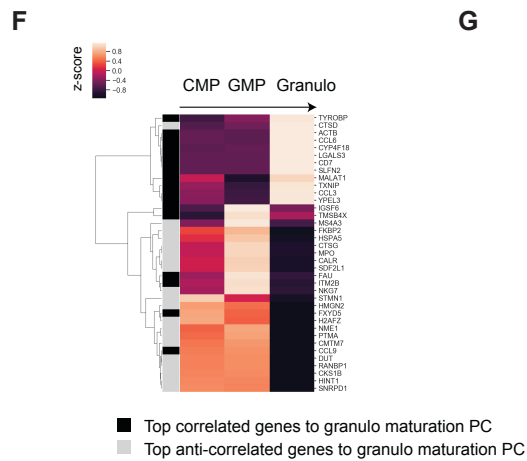 F
G
z-score
0.8
0.4
0.0
−0.4
−0.8
CMP GMP Granulo
TYROBP
CTSD
ACTB
CCL6
CYP4F18
LGALS3
CD7
SLFN2
MALAT1
TXNIP
CCL3
YPEL3
IGSF6
TMSB4X
MS4A3
FKBP2
HSPA5
CTSG
MPO
CALR
SDF2L1
FAU
ITM2B
NKG7
STMN1
HMGN2
FXYD5
H2AFZ
NME1
PTMA
CMTM7
CCL9
DUT
RANBP1
CKS1B
HINT1
SNRPD1
Top correlated genes to granulo maturation PC
Top anti-correlated genes to granulo maturation PC